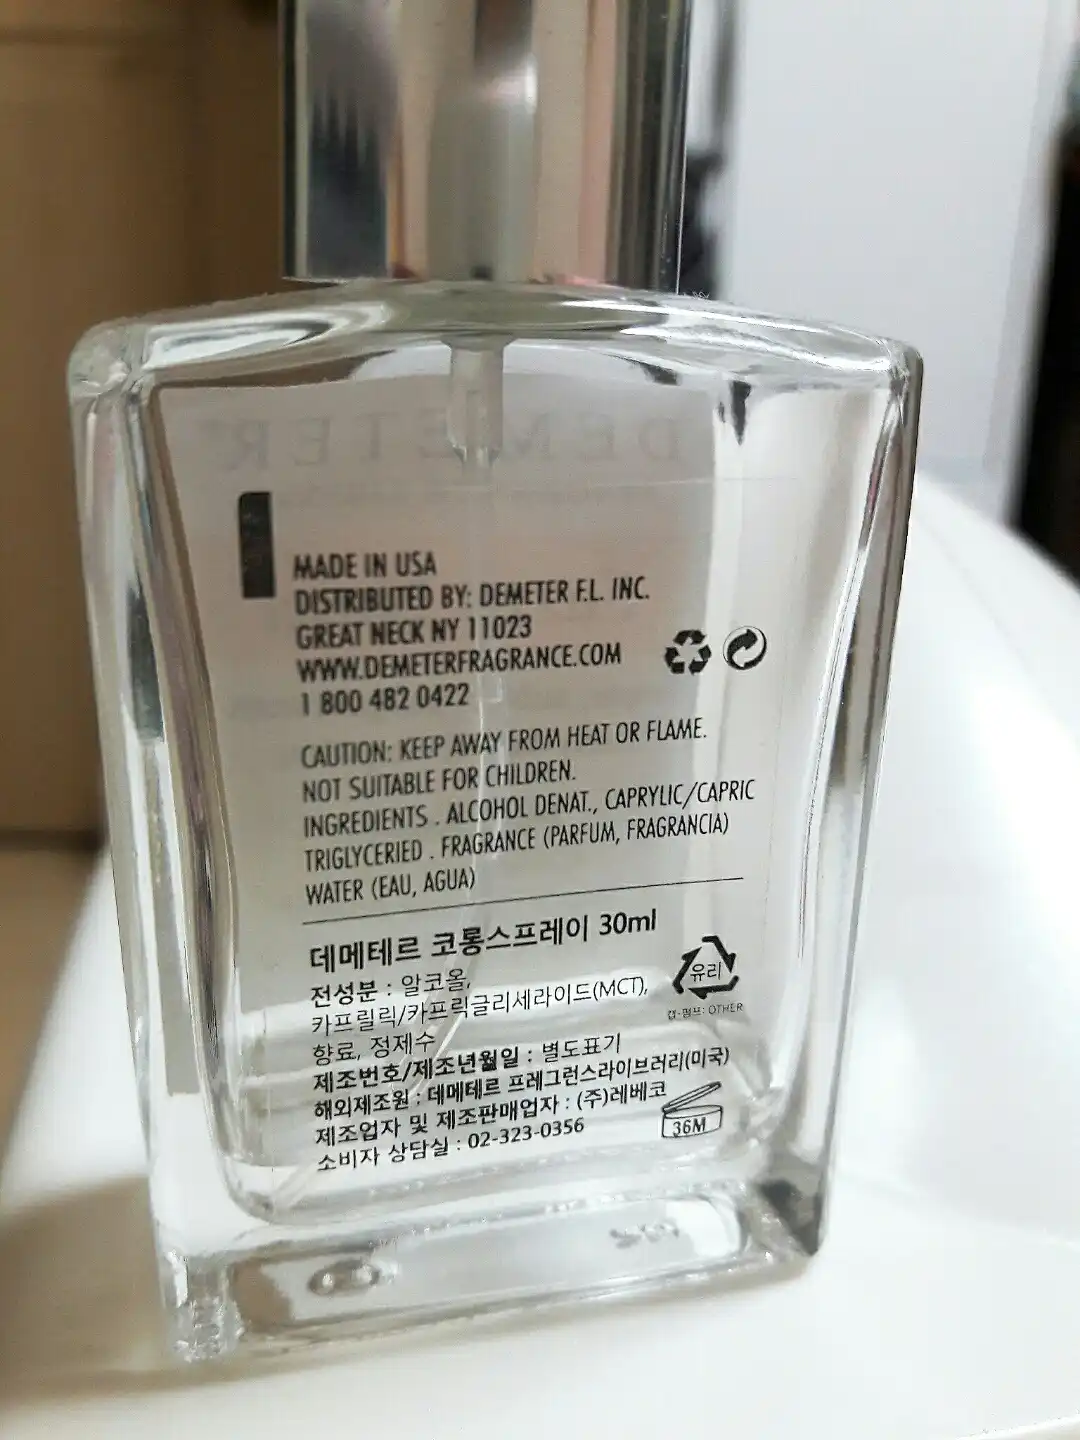 DEMETER®
MADE IN USA
DISTRIBUTED BY: DEMETER F.L. INC.
GREAT NECK NY 11023
WWW.DEMETERFRAGRANCE.COM
1 800 482 0422
CAUTION: KEEP AWAY FROM HEAT OR FLAME.
NOT SUITABLE FOR CHILDREN.
INGREDIENTS . ALCOHOL DENAT., CAPRYLIC/CAPRIC
TRIGLYCERIED . FRAGRANCE (PARFUM, FRAGRANCIA)
WATER (EAU, AGUA)
데메테르 코롱스프레이 30ml
전성분 : 알코올,
카프릴릭/카프릭글리세라이드(MCT),
향료, 정제수
유리
캡·펌프: OTHER
제조번호/제조년월일 : 별도표기
해외제조원 : 데메테르 프레그런스라이브러리(미국)
제조업자 및 제조판매업자 : (주)레베코
소비자 상담실 : 02-323-0356
36M